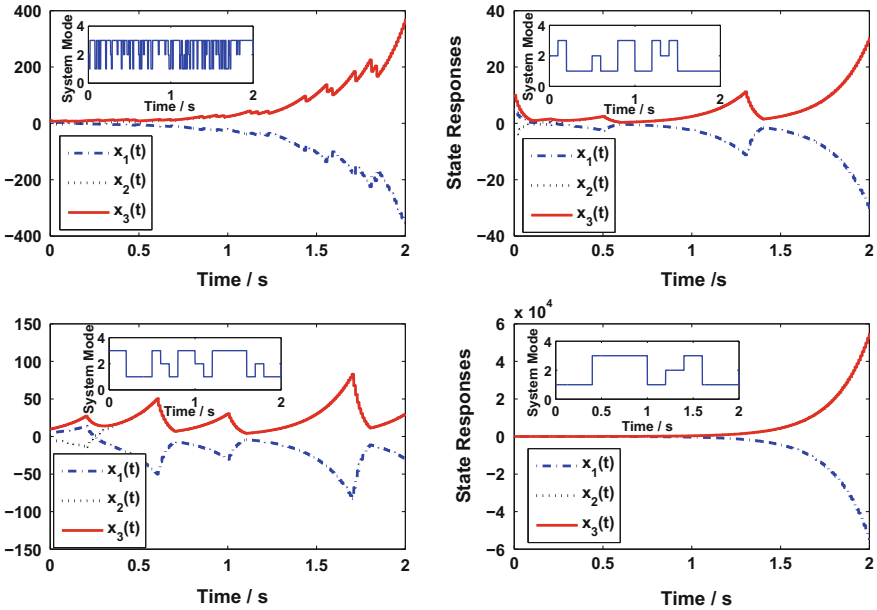 400
200
0
−200
−400
0
0.5
1
1.5
2
Time / s
System Mode
4
2
0
0
1
2
Time / s
x1(t)
x2(t)
x3(t)
State Responses
40
20
0
−20
−40
0
0.5
1
1.5
2
Time /s
System Mode
4
2
0
0
1
2
Time / s
x1(t)
x2(t)
x3(t)
150
100
50
0
−50
−100
−150
0
0.5
1
1.5
2
Time / s
System Mode
4
2
0
0
1
2
Time / s
x1(t)
x2(t)
x3(t)
State Responses
x 10^4
6
4
2
0
−2
−4
−6
0
0.5
1
1.5
2
Time / s
System Mode
4
2
0
0
0.5
1
1.5
2
Time / s
x1(t)
x2(t)
x3(t)